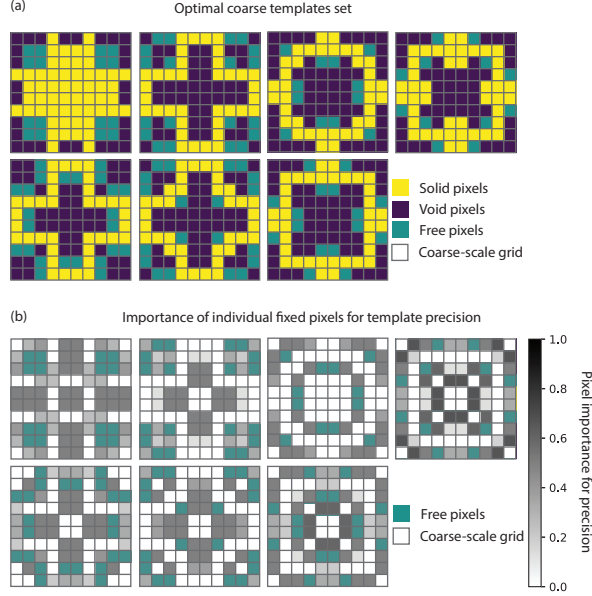 (a)
Optimal coarse templates set
Solid pixels
Void pixels
Free pixels
Coarse-scale grid
(b)
Importance of individual fixed pixels for template precision
1.0
0.8
0.6
0.4
0.2
0.0
Pixel importance for precision
Free pixels
Coarse-scale grid